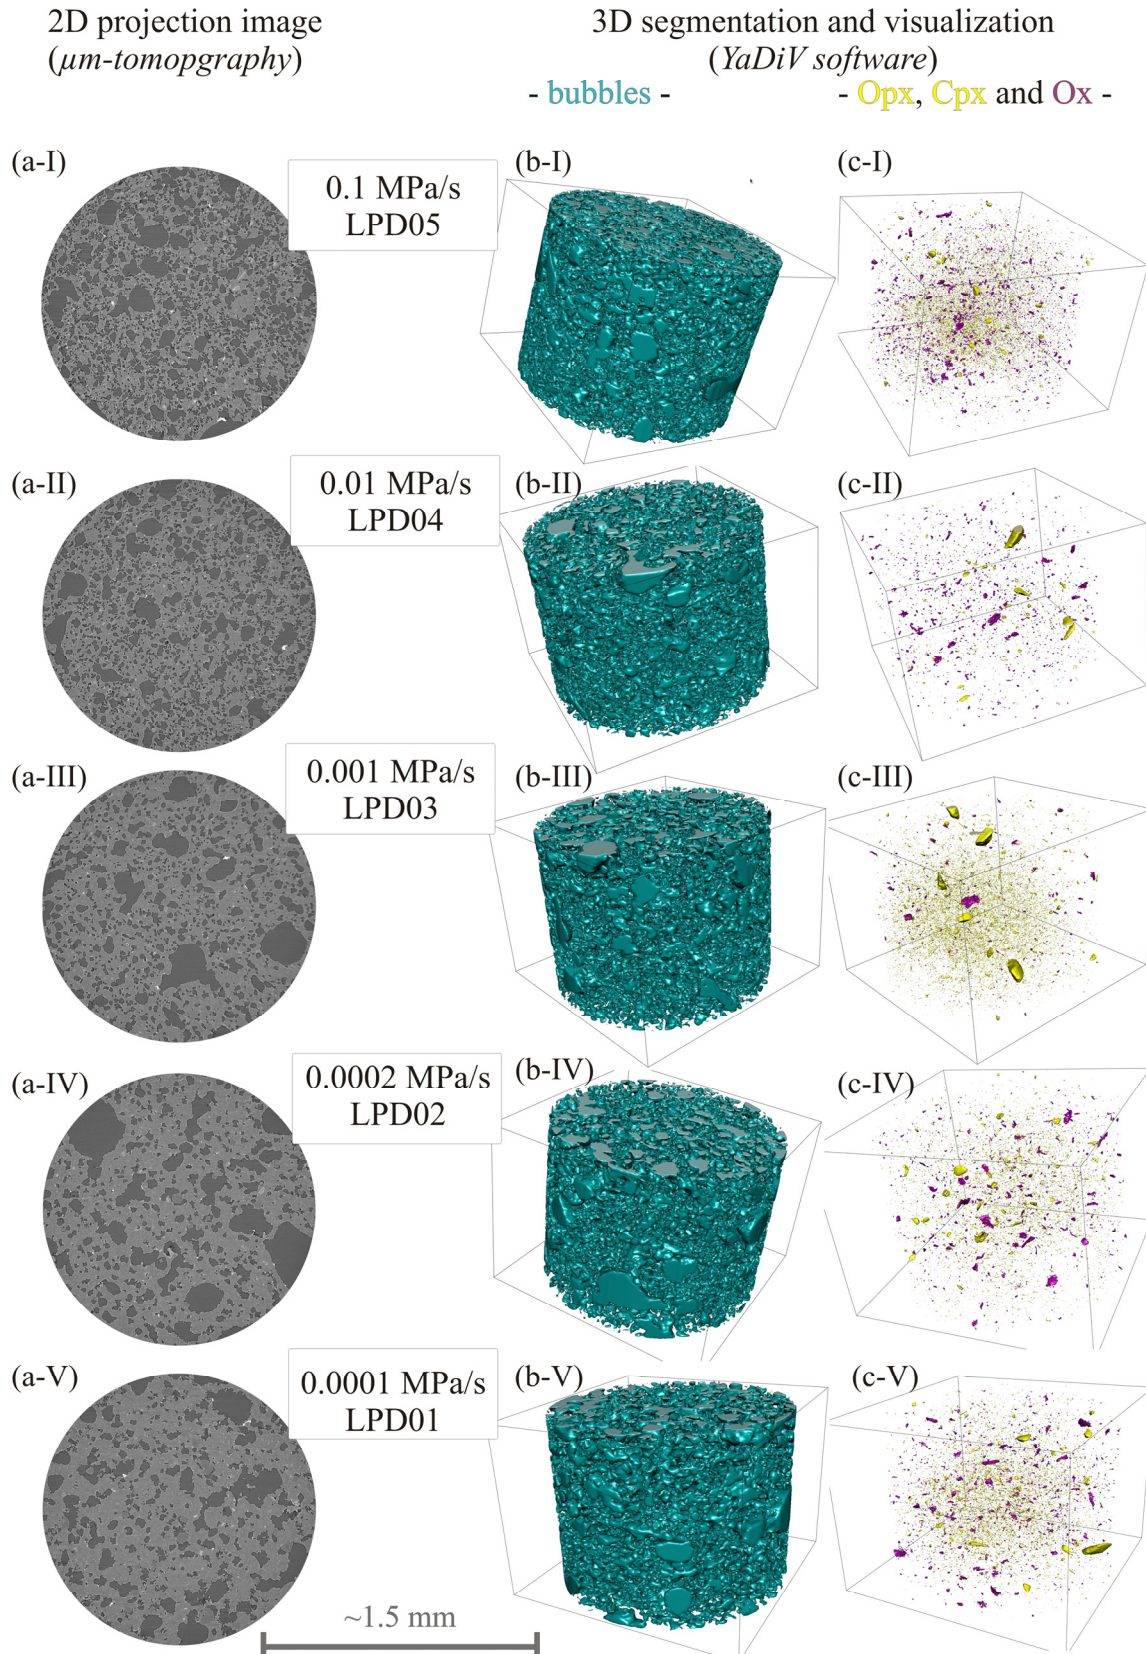 2D projection image
(µm-tomopgraphy)
3D segmentation and visualization
(YaDiV software)
- bubbles -
- Opx, Cpx and Ox -
(a-I)
0.1 MPa/s
LPD05
(b-I)
(c-I)
(a-II)
0.01 MPa/s
LPD04
(b-II)
(c-II)
(a-III)
0.001 MPa/s
LPD03
(b-III)
(c-III)
(a-IV)
0.0002 MPa/s
LPD02
(b-IV)
(c-IV)
(a-V)
0.0001 MPa/s
LPD01
(b-V)
(c-V)
~1.5 mm